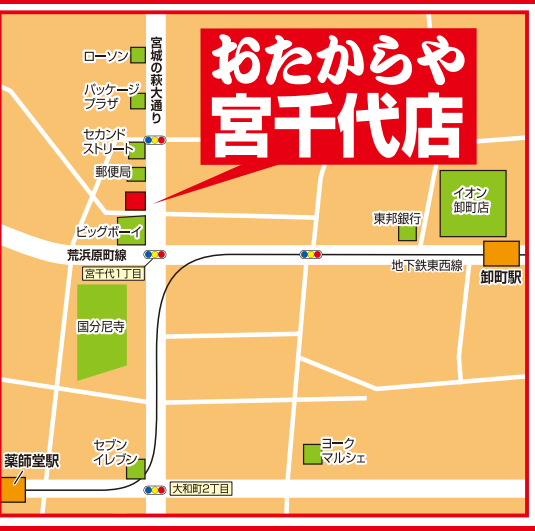 おたからや
宮千代店
宮城の萩大通り
ローソン
パッケージ
プラザ
セカンド
ストリート
郵便局
ビッグボーイ
荒浜原町線
宮千代1丁目
国分尼寺
イオン
卸町店
東邦銀行
地下鉄東西線
卸町駅
セブン
イレブン
薬師堂駅
大和町2丁目
ヨーク
マルシェ